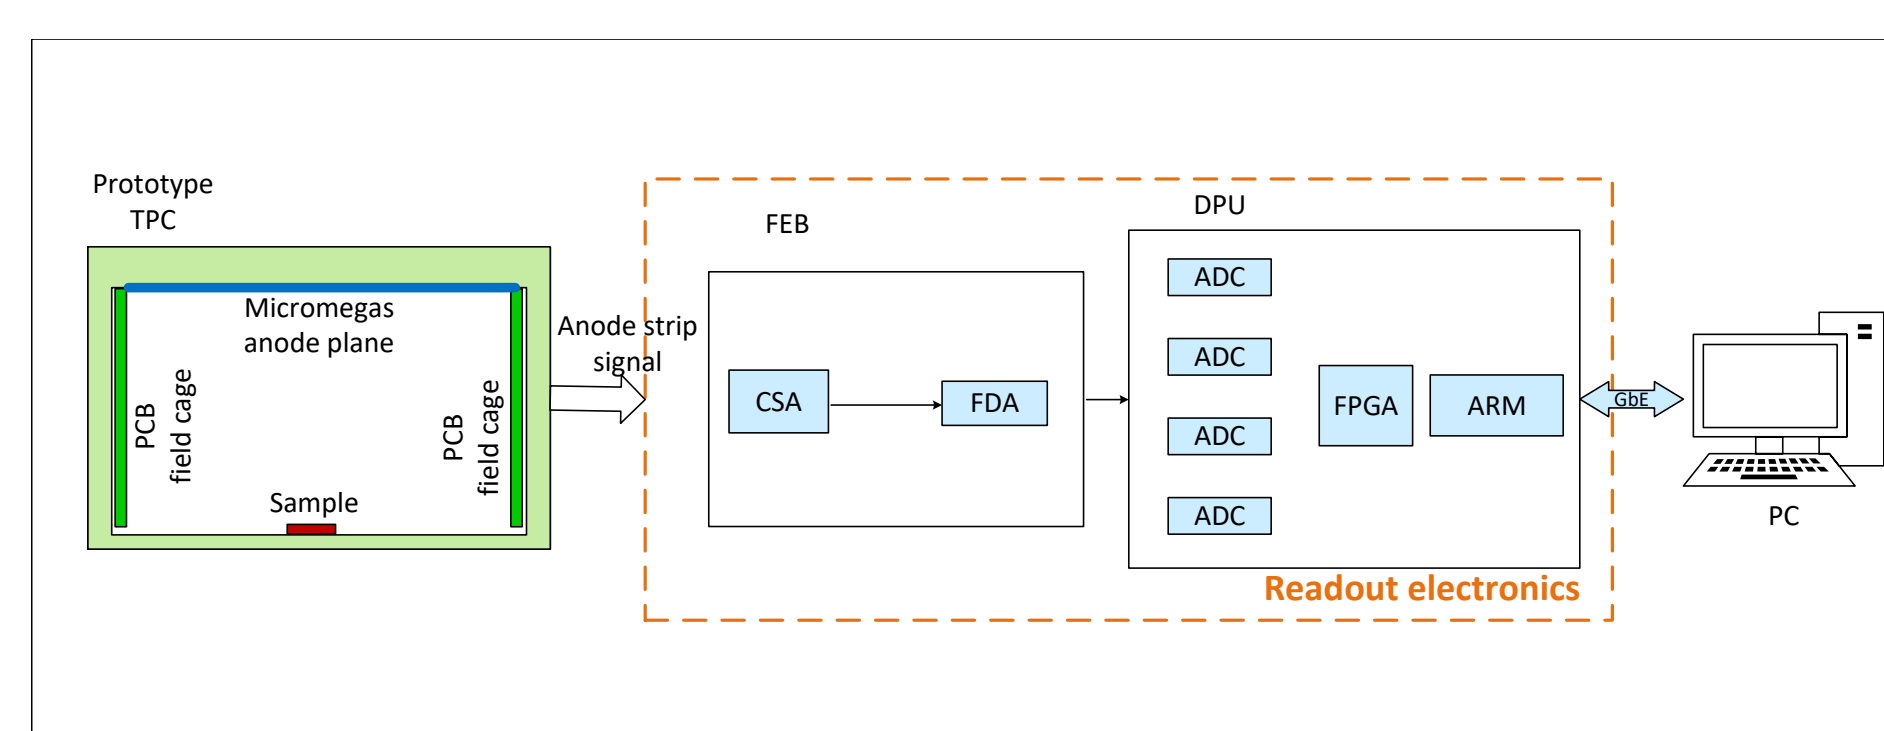 Prototype
TPC
Micromegas
anode plane
PCB
field cage
PCB
field cage
Sample
Anode strip
signal
FEB
CSA
FDA
DPU
ADC
ADC
ADC
ADC
FPGA
ARM
Readout electronics
GbE
PC